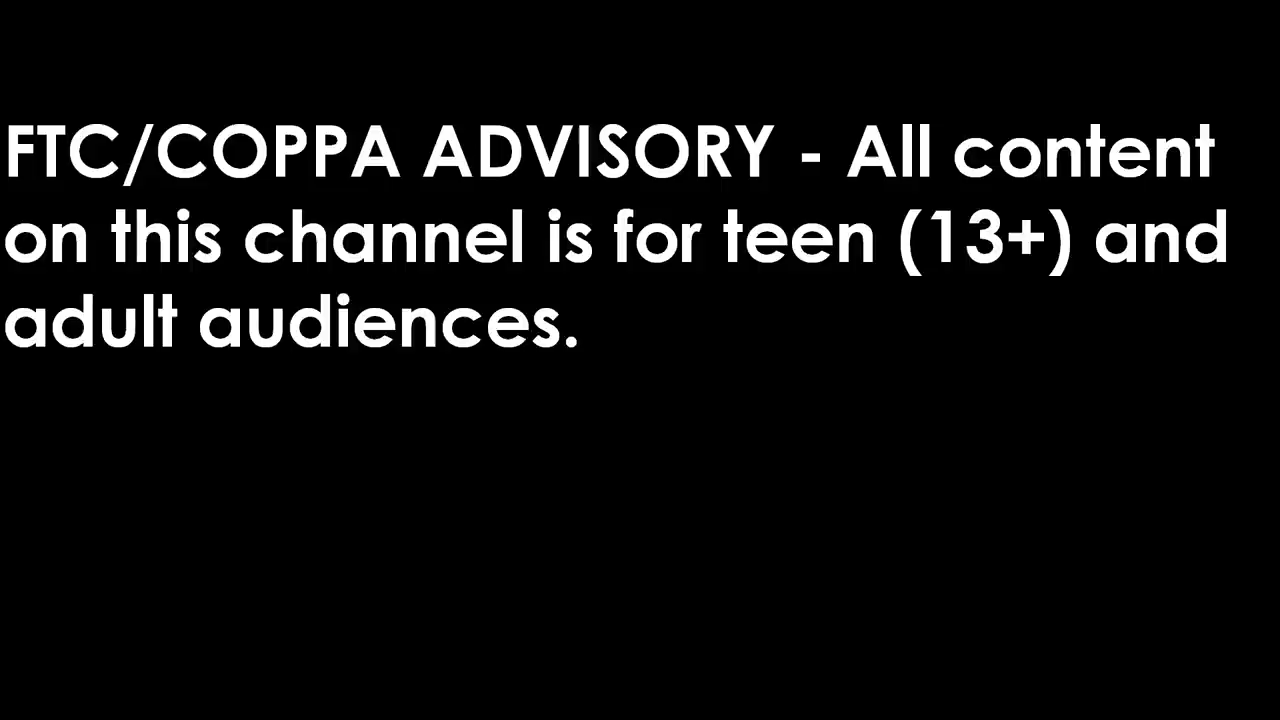 FTC/COPPA ADVISORY - All content
on this channel is for teen (13+) and
adult audiences.